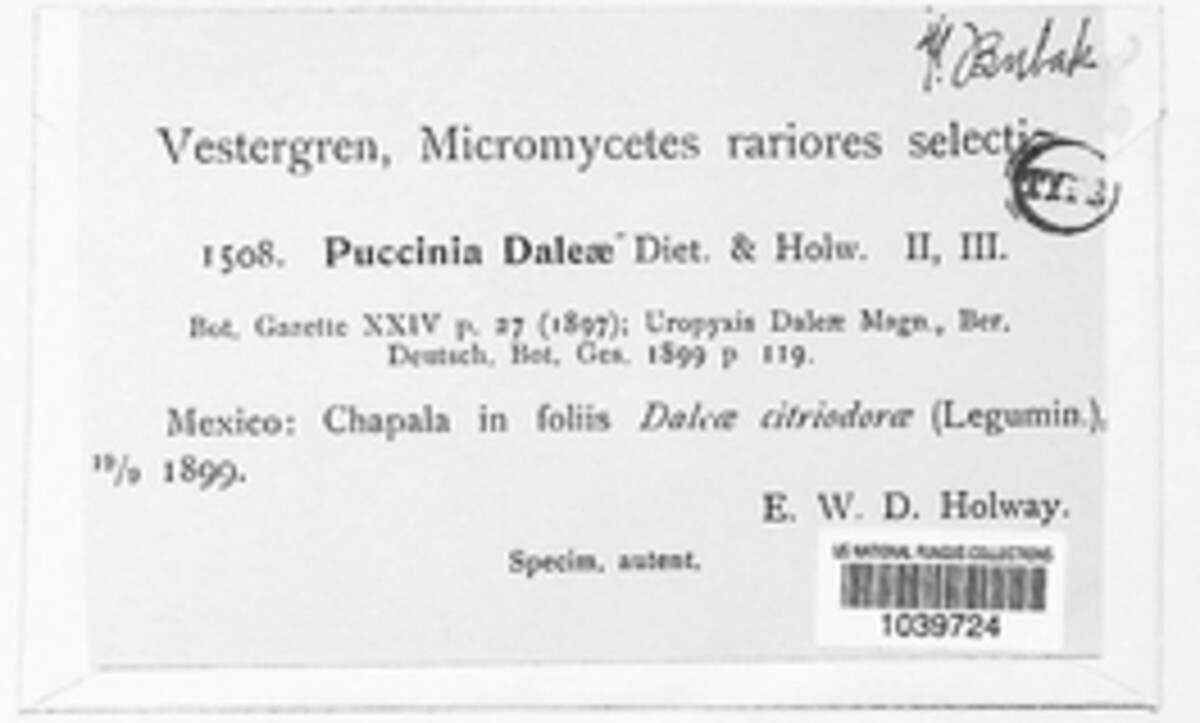 Bubak
Vestergren, Micromycetes rariores selecti
TYPE
1508. Puccinia Daleæ Diet. & Holw. II, III.
Bot. Gazette XXIV p. 27 (1897); Uropyxis Daleæ Magn., Ber.
Deutsch. Bot. Ges. 1899 p 119.
Mexico: Chapala in foliis Daleæ citriodoræ (Legumin.),
19/9 1899.
E. W. D. Holway.
Specim. autent.
US NATIONAL FUNGUS COLLECTIONS
1039724